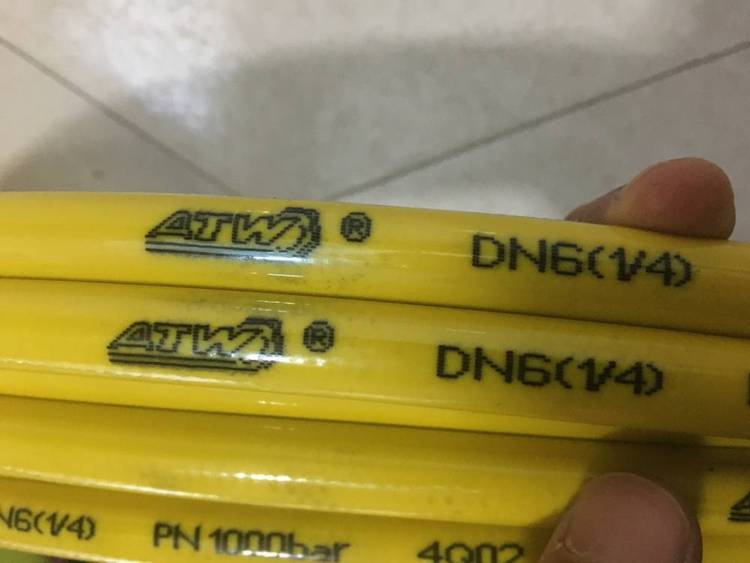 ATW ® DN6(1/4)
ATW ® DN6(1/4)
N6(1/4) PN 1000bar 4Q02